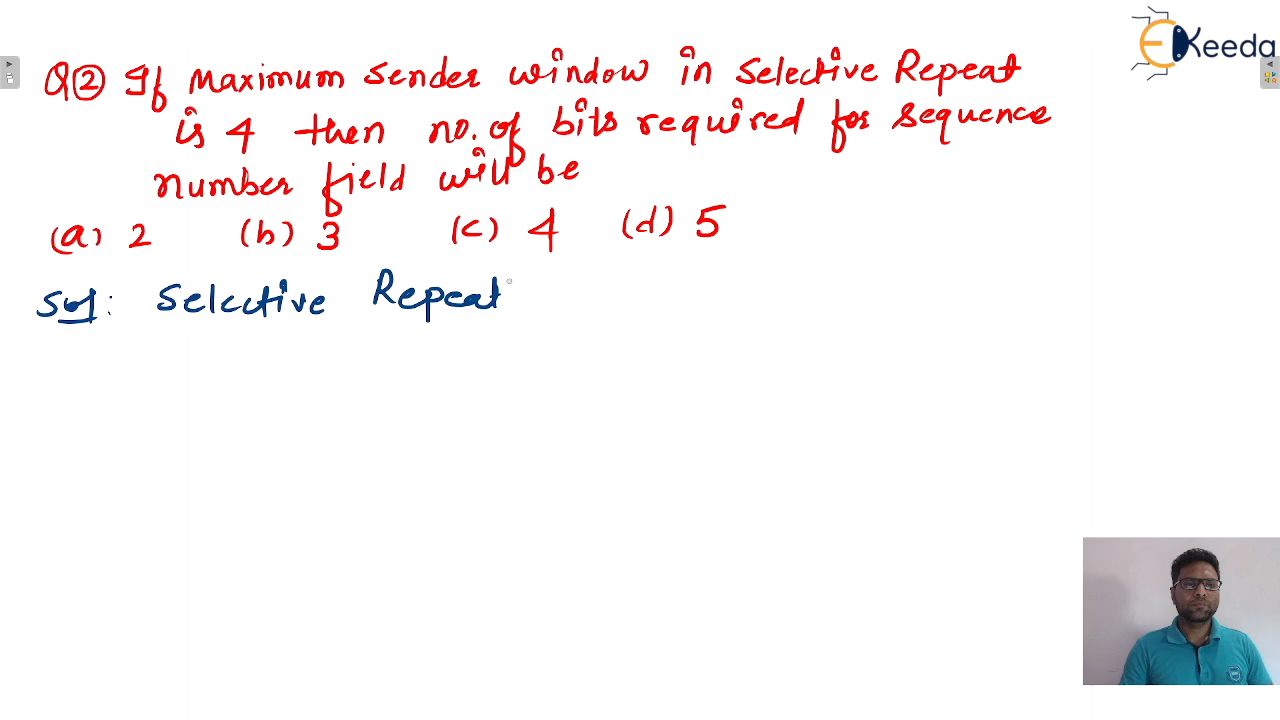 EKeeda
Q② If Maximum Sender window in Selective Repeat
is 4 then no. of bits required for sequence
number field will be
(a) 2 (b) 3 (c) 4 (d) 5
Sol: Selective Repeat